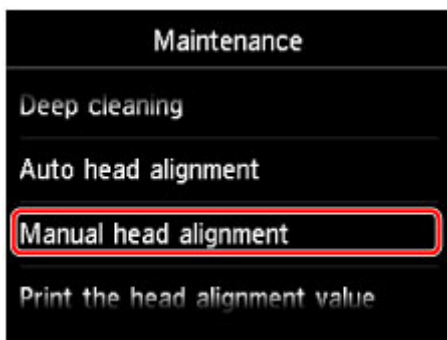 Maintenance
Deep cleaning
Auto head alignment
Manual head alignment
Print the head alignment value